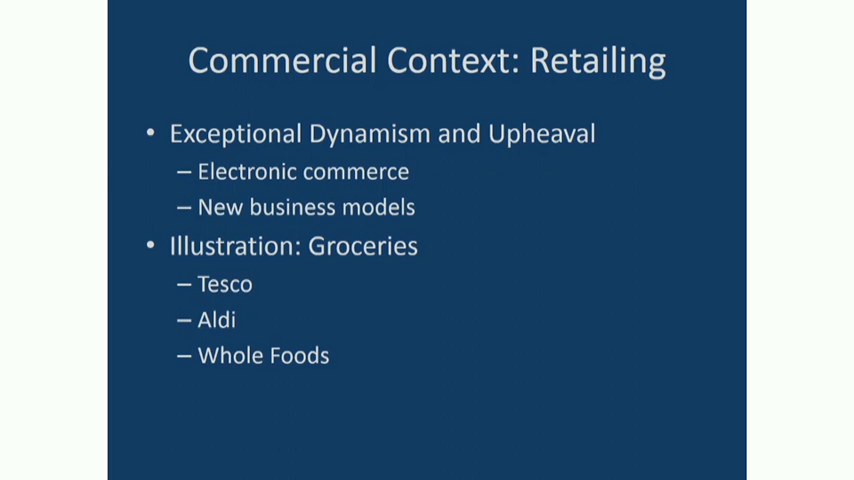 Commercial Context: Retailing
• Exceptional Dynamism and Upheaval
– Electronic commerce
– New business models
• Illustration: Groceries
– Tesco
– Aldi
– Whole Foods